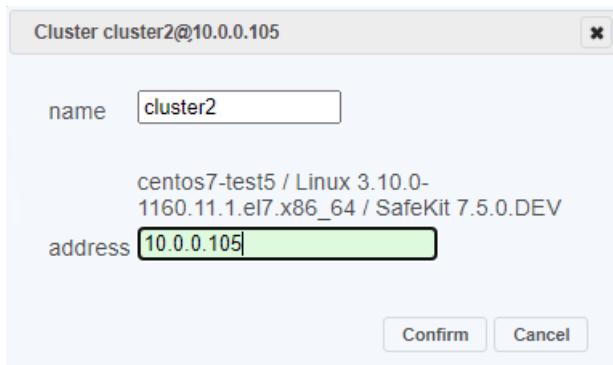 Cluster cluster2@10.0.0.105
name cluster2
centos7-test5 / Linux 3.10.0-
1160.11.1.el7.x86_64 / SafeKit 7.5.0.DEV
address 10.0.0.105
Confirm Cancel